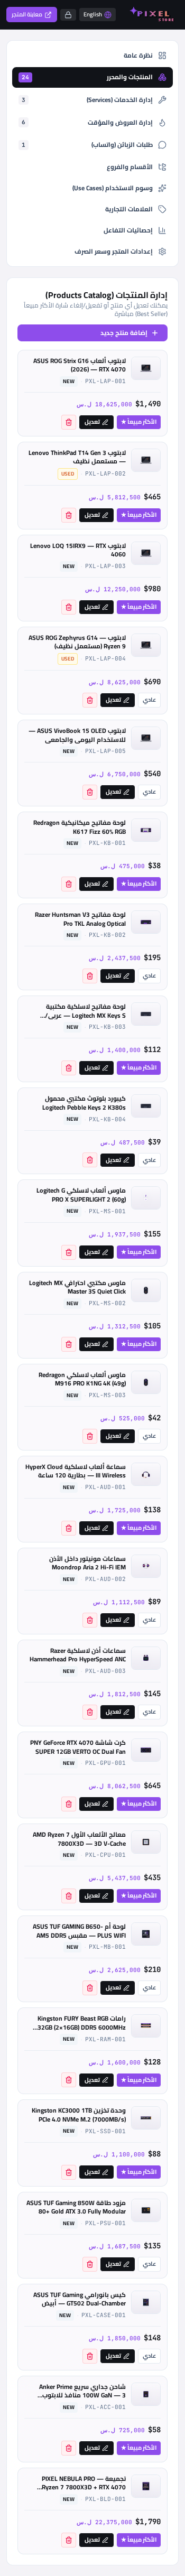 PIXEL
STORE
English
معاينة المتجر
نظرة عامة
المنتجات والمحرر
24
إدارة الخدمات (Services)
3
إدارة العروض والمؤقت
6
طلبات الزبائن (واتساب)
1
الأقسام والفروع
وسوم الاستخدام (Use Cases)
العلامات التجارية
إحصائيات التفاعل
إعدادات المتجر وسعر الصرف
إدارة المنتجات (Products Catalog)
يمكنك تعديل أي منتج أو تفعيل/إلغاء شارة الأكثر مبيعاً (Best Seller) مباشرة
إضافة منتج جديد
لابتوب ألعاب ASUS ROG Strix G16 (2026) — RTX 4070
PXL-LAP-001 NEW
$1,490 18,625,000 ل.س
الأكثر مبيعاً ★ تعديل
لابتوب Lenovo ThinkPad T14 Gen 3 — مستعمل نظيف
PXL-LAP-002 USED
$465 5,812,500 ل.س
الأكثر مبيعاً ★ تعديل
لابتوب Lenovo LOQ 15IRX9 — RTX 4060
PXL-LAP-003 NEW
$980 12,250,000 ل.س
الأكثر مبيعاً ★ تعديل
لابتوب ASUS ROG Zephyrus G14 — Ryzen 9 (مستعمل نظيف)
PXL-LAP-004 USED
$690 8,625,000 ل.س
عادي تعديل
لابتوب ASUS VivoBook 15 OLED — للاستخدام اليومي والجامعي
PXL-LAP-005 NEW
$540 6,750,000 ل.س
عادي تعديل
لوحة مفاتيح ميكانيكية Redragon K617 Fizz 60% RGB
PXL-KB-001 NEW
$38 475,000 ل.س
الأكثر مبيعاً ★ تعديل
لوحة مفاتيح Razer Huntsman V3 Pro TKL Analog Optical
PXL-KB-002 NEW
$195 2,437,500 ل.س
عادي تعديل
لوحة مفاتيح لاسلكية مكتبية Logitech MX Keys S — عربي/...
PXL-KB-003 NEW
$112 1,400,000 ل.س
الأكثر مبيعاً ★ تعديل
كيبورد بلوتوث مكتبي محمول Logitech Pebble Keys 2 K380s
PXL-KB-004 NEW
$39 487,500 ل.س
عادي تعديل
ماوس ألعاب لاسلكي Logitech G PRO X SUPERLIGHT 2 (60g)
PXL-MS-001 NEW
$155 1,937,500 ل.س
الأكثر مبيعاً ★ تعديل
ماوس مكتبي احترافي Logitech MX Master 3S Quiet Click
PXL-MS-002 NEW
$105 1,312,500 ل.س
الأكثر مبيعاً ★ تعديل
ماوس ألعاب لاسلكي Redragon M916 PRO K1NG 4K (49g)
PXL-MS-003 NEW
$42 525,000 ل.س
عادي تعديل
سماعة ألعاب لاسلكية HyperX Cloud III Wireless — بطارية 120 ساعة
PXL-AUD-001 NEW
$138 1,725,000 ل.س
الأكثر مبيعاً ★ تعديل
سماعات مونيتور داخل الأذن Moondrop Aria 2 Hi-Fi IEM
PXL-AUD-002 NEW
$89 1,112,500 ل.س
عادي تعديل
سماعات أذن لاسلكية Razer Hammerhead Pro HyperSpeed ANC
PXL-AUD-003 NEW
$145 1,812,500 ل.س
عادي تعديل
كرت شاشة PNY GeForce RTX 4070 SUPER 12GB VERTO OC Dual Fan
PXL-GPU-001 NEW
$645 8,062,500 ل.س
الأكثر مبيعاً ★ تعديل
معالج الألعاب الأول AMD Ryzen 7 7800X3D — 3D V-Cache
PXL-CPU-001 NEW
$435 5,437,500 ل.س
الأكثر مبيعاً ★ تعديل
لوحة أم ASUS TUF GAMING B650-PLUS WIFI — مقبس AM5 DDR5
PXL-MB-001 NEW
$210 2,625,000 ل.س
عادي تعديل
رامات Kingston FURY Beast RGB 32GB (2×16GB) DDR5 6000MHz...
PXL-RAM-001 NEW
$128 1,600,000 ل.س
الأكثر مبيعاً ★ تعديل
وحدة تخزين Kingston KC3000 1TB PCIe 4.0 NVMe M.2 (7000MB/s)
PXL-SSD-001 NEW
$88 1,100,000 ل.س
الأكثر مبيعاً ★ تعديل
مزود طاقة ASUS TUF Gaming 850W 80+ Gold ATX 3.0 Fully Modular
PXL-PSU-001 NEW
$135 1,687,500 ل.س
عادي تعديل
كيس بانورامي ASUS TUF Gaming GT502 Dual-Chamber — أبيض
PXL-CASE-001 NEW
$148 1,850,000 ل.س
عادي تعديل
شاحن جداري سريع Anker Prime 100W GaN — 3 منافذ للابتوب...
PXL-ACC-001 NEW
$58 725,000 ل.س
الأكثر مبيعاً ★ تعديل
تجميعة PIXEL NEBULA PRO — Ryzen 7 7800X3D + RTX 4070...
PXL-BLD-001 NEW
$1,790 22,375,000 ل.س
الأكثر مبيعاً ★ تعديل